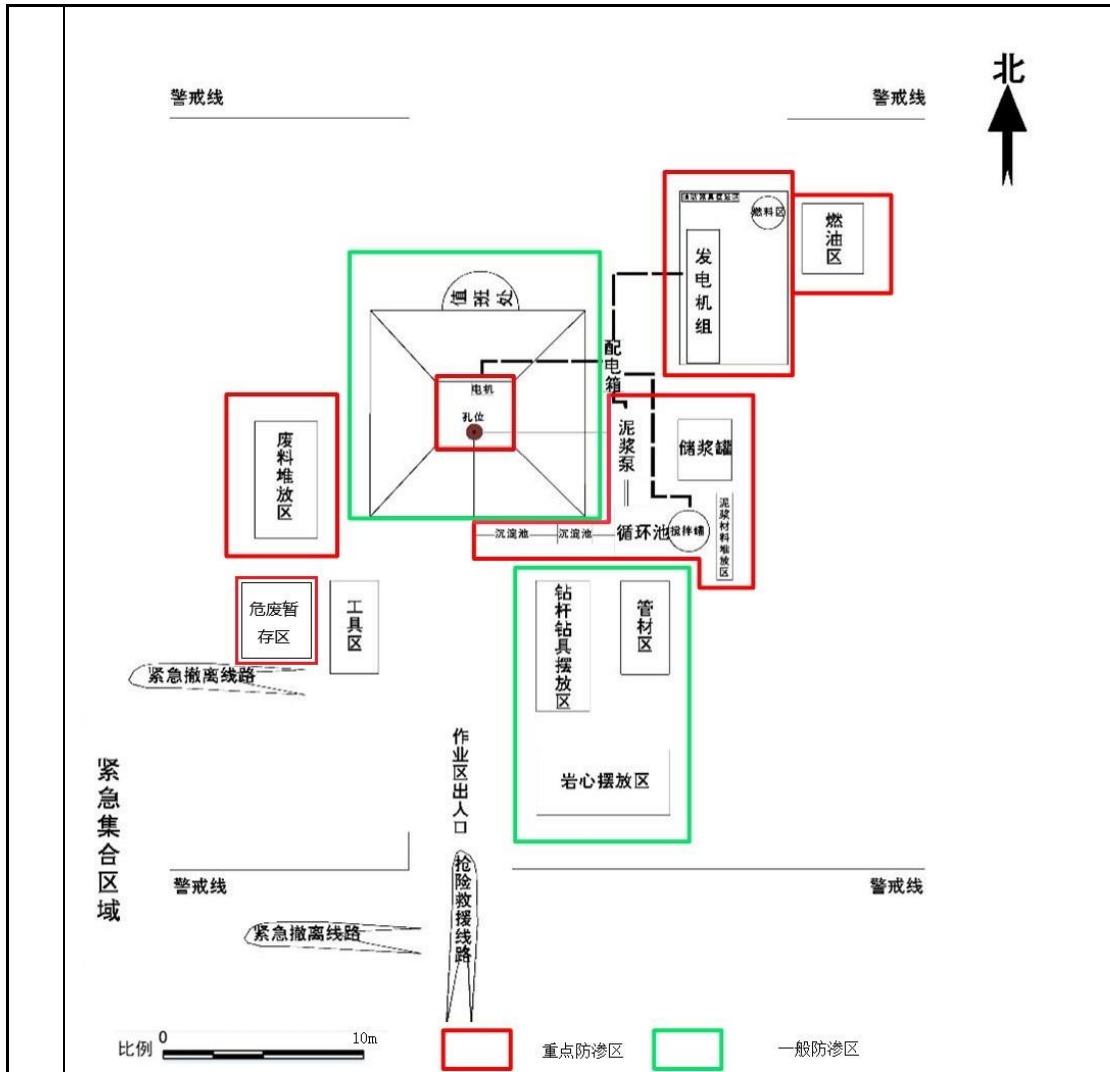 北
警戒线
警戒线
燃料区
燃油区
发电机组
值班处
配电箱
电机
孔位
泥浆泵
储浆罐
废料堆放区
沉淀池
沉淀池
循环池
搅拌罐
泥浆材料堆放区
危废暂
存区
工具区
钻杆钻具摆放区
管材区
紧急撤离线路
作业区出入口
岩心摆放区
紧急集合区域
抢险救援线路
警戒线
警戒线
紧急撤离线路
比例
0
10m
重点防渗区
一般防渗区